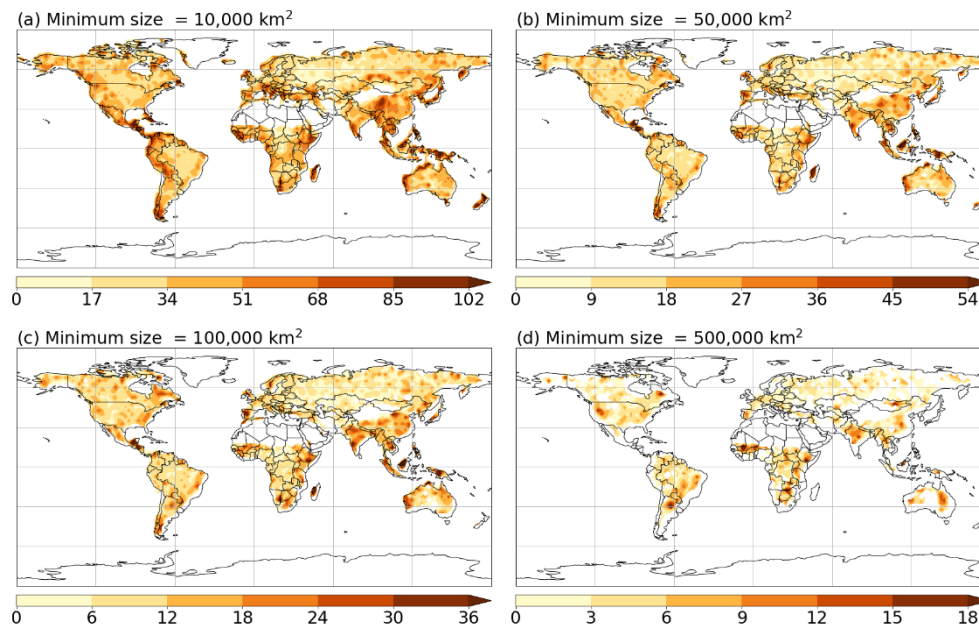 (a) Minimum size = 10,000 km²
(b) Minimum size = 50,000 km²
0 17 34 51 68 85 102
0 9 18 27 36 45 54
(c) Minimum size = 100,000 km²
(d) Minimum size = 500,000 km²
0 6 12 18 24 30 36
0 3 6 9 12 15 18